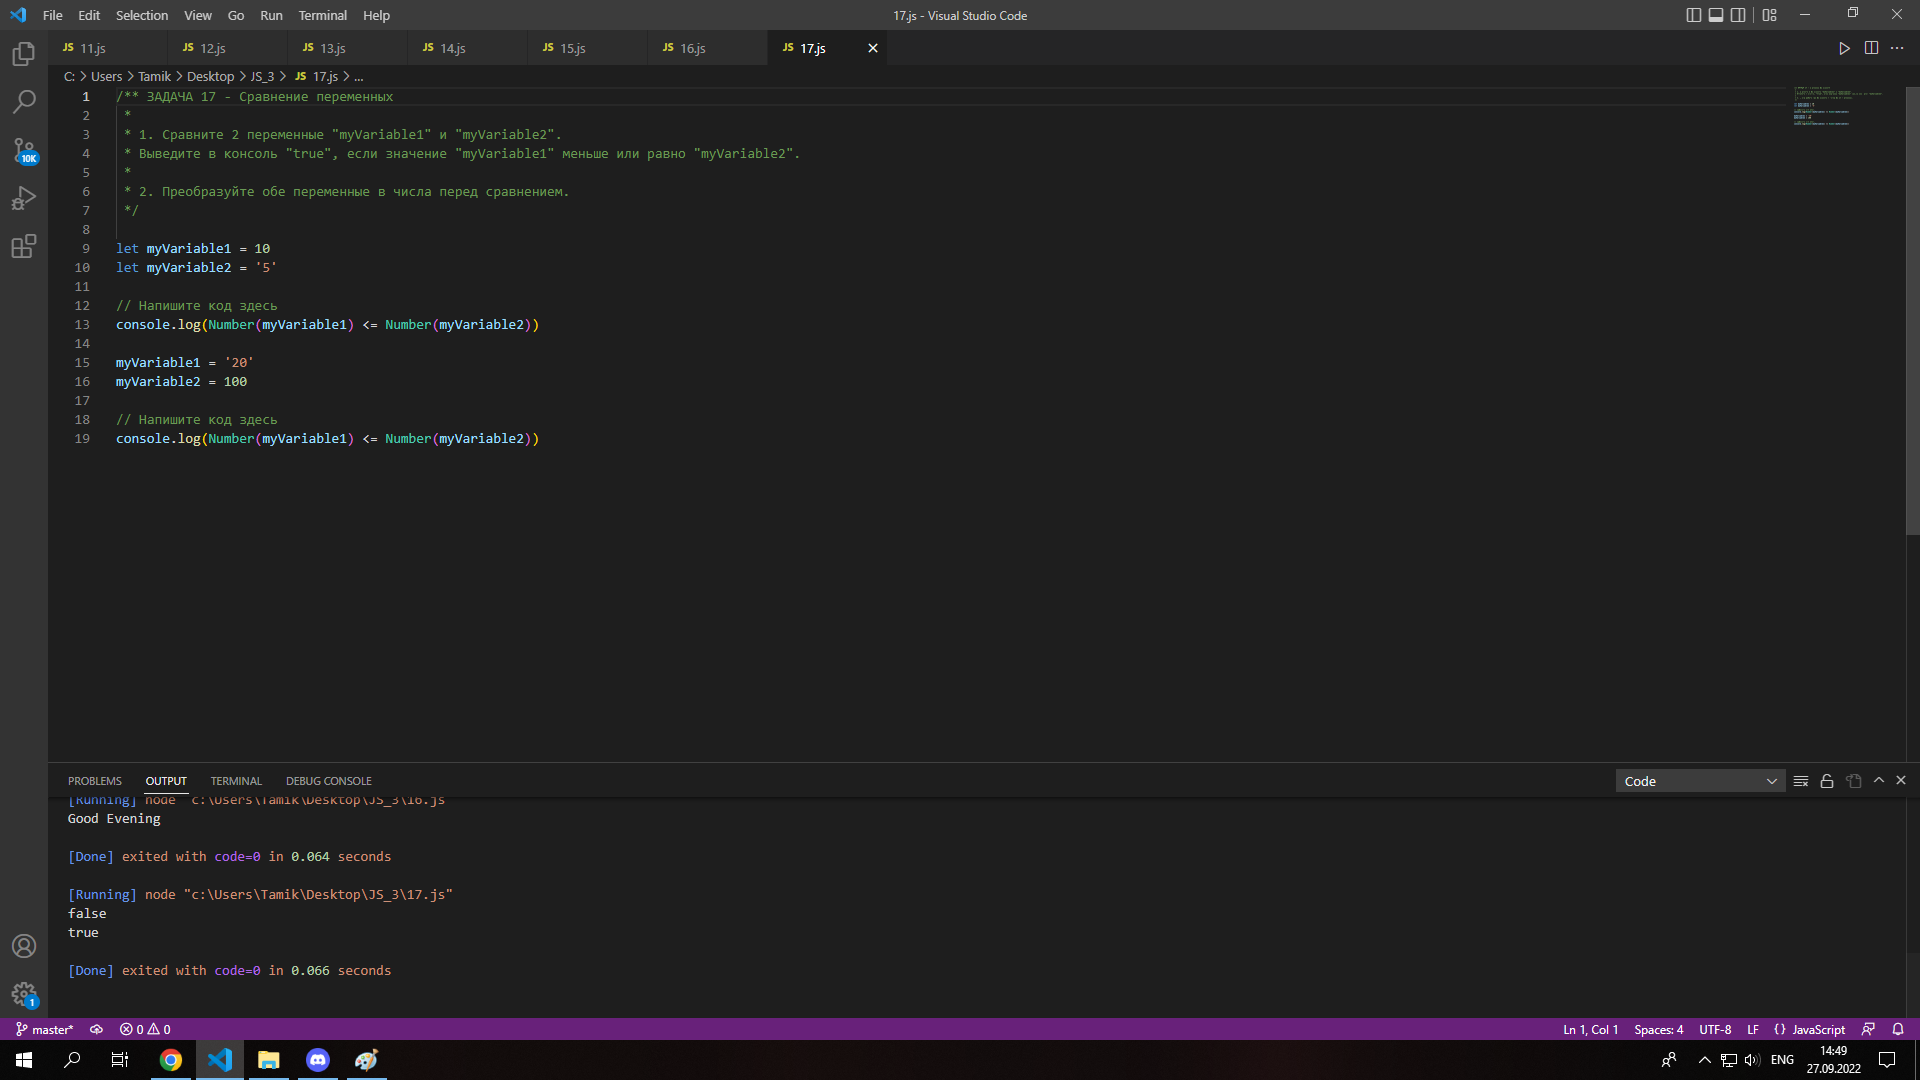 File Edit Selection View Go Run Terminal Help
17.js - Visual Studio Code
JS 11.js JS 12.js JS 13.js JS 14.js JS 15.js JS 16.js JS 17.js
C: > Users > Tamik > Desktop > JS_3 > JS 17.js > ...
1 /** ЗАДАЧА 17 - Сравнение переменных
2 *
3 * 1. Сравните 2 переменные "myVariable1" и "myVariable2".
4 * Выведите в консоль "true", если значение "myVariable1" меньше или равно "myVariable2".
5 *
6 * 2. Преобразуйте обе переменные в числа перед сравнением.
7 */
8
9 let myVariable1 = 10
10 let myVariable2 = '5'
11
12 // Напишите код здесь
13 console.log(Number(myVariable1) <= Number(myVariable2))
14
15 myVariable1 = '20'
16 myVariable2 = 100
17
18 // Напишите код здесь
19 console.log(Number(myVariable1) <= Number(myVariable2))
10K
1
PROBLEMS OUTPUT TERMINAL DEBUG CONSOLE
Code
[Running] node "c:\Users\Tamik\Desktop\JS_3\16.js"
Good Evening
[Done] exited with code=0 in 0.064 seconds
[Running] node "c:\Users\Tamik\Desktop\JS_3\17.js"
false
true
[Done] exited with code=0 in 0.066 seconds
master* 0 0
Ln 1, Col 1 Spaces: 4 UTF-8 LF {} JavaScript
ENG
14:49
27.09.2022